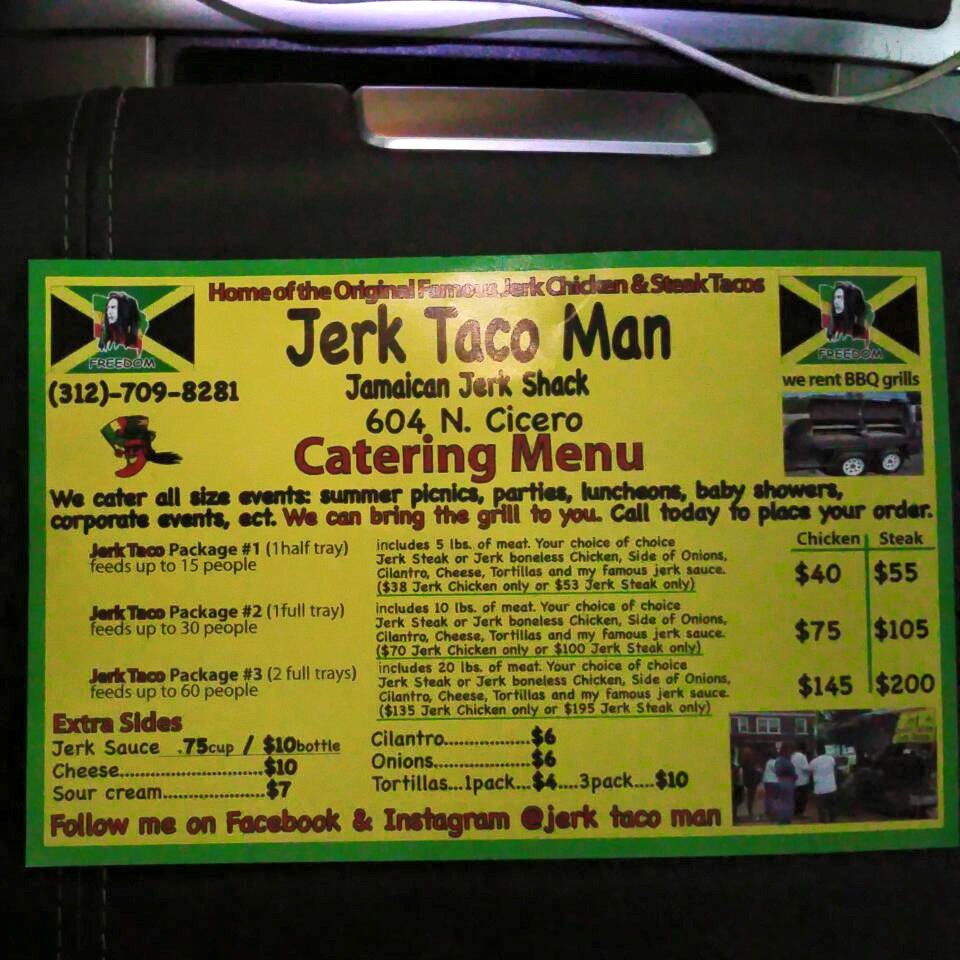 Home of the Original Famous Jerk Chicken & Steak Tacos
Jerk Taco Man
FREEDOM
FREEDOM
(312)-709-8281
Jamaican Jerk Shack
we rent BBQ grills
604 N. Cicero
Catering Menu
We cater all size events: summer picnics, parties, luncheons, baby showers,
corporate events, ect. We can bring the grill to you. Call today to place your order.
Chicken Steak
Jerk Taco Package #1 (1half tray)
feeds up to 15 people
includes 5 lbs. of meat. Your choice of choice
Jerk Steak or Jerk boneless Chicken, Side of Onions,
Cilantro, Cheese, Tortillas and my famous jerk sauce.
($38 Jerk Chicken only or $53 Jerk Steak only)
$40 $55
Jerk Taco Package #2 (1full tray)
feeds up to 30 people
includes 10 lbs. of meat. Your choice of choice
Jerk Steak or Jerk boneless Chicken, Side of Onions,
Cilantro, Cheese, Tortillas and my famous jerk sauce.
($70 Jerk Chicken only or $100 Jerk Steak only)
$75 $105
Jerk Taco Package #3 (2 full trays)
feeds up to 60 people
includes 20 lbs. of meat. Your choice of choice
Jerk Steak or Jerk boneless Chicken, Side of Onions,
Cilantro, Cheese, Tortillas and my famous jerk sauce.
($135 Jerk Chicken only or $195 Jerk Steak only)
$145 $200
Extra Sides
Jerk Sauce .75cup / $10bottle
Cheese.......................$10
Sour cream................$7
Cilantro...............$6
Onions................$6
Tortillas...1pack...$4....3pack....$10
Follow me on Facebook & Instagram @jerk taco man